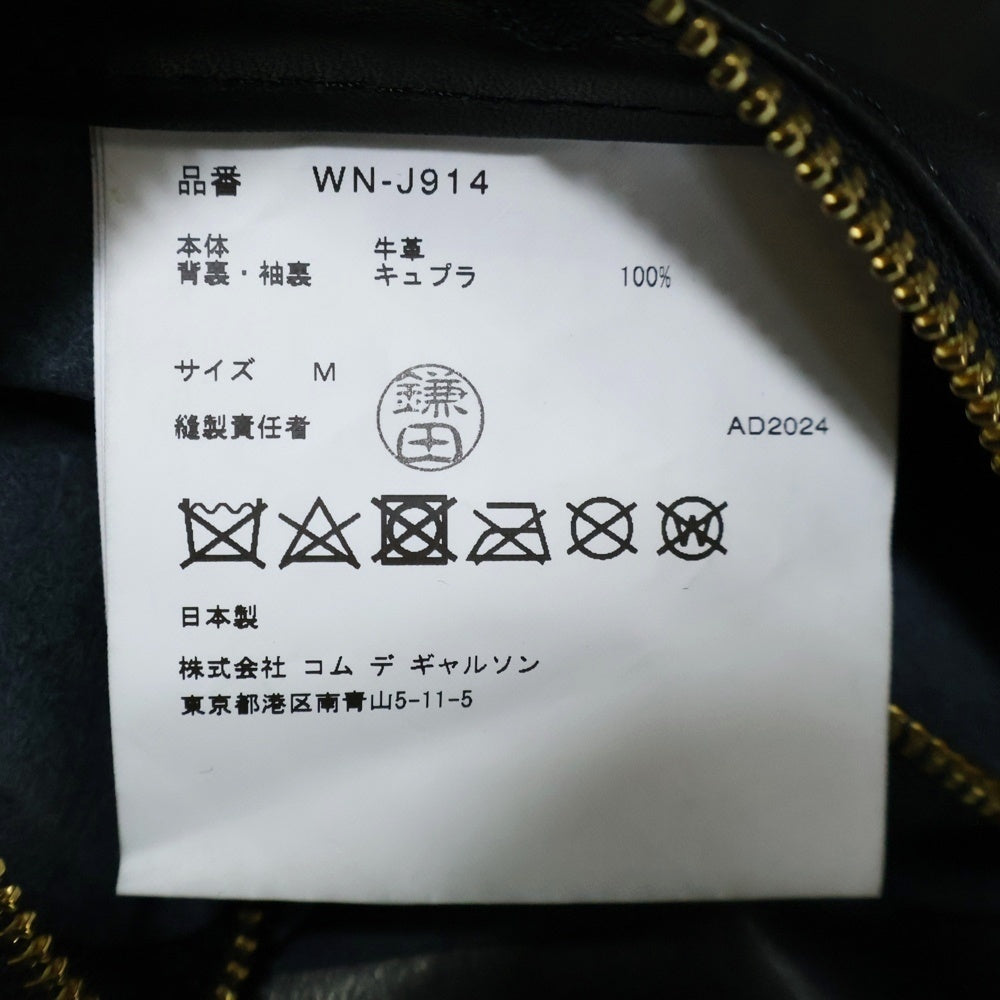 品番 WN-J914
本体 牛革
背裏・袖裏 キュプラ 100%
サイズ M
縫製責任者 鎌田 AD2024
W
日本製
株式会社 コム デ ギャルソン
東京都港区南青山5-11-5